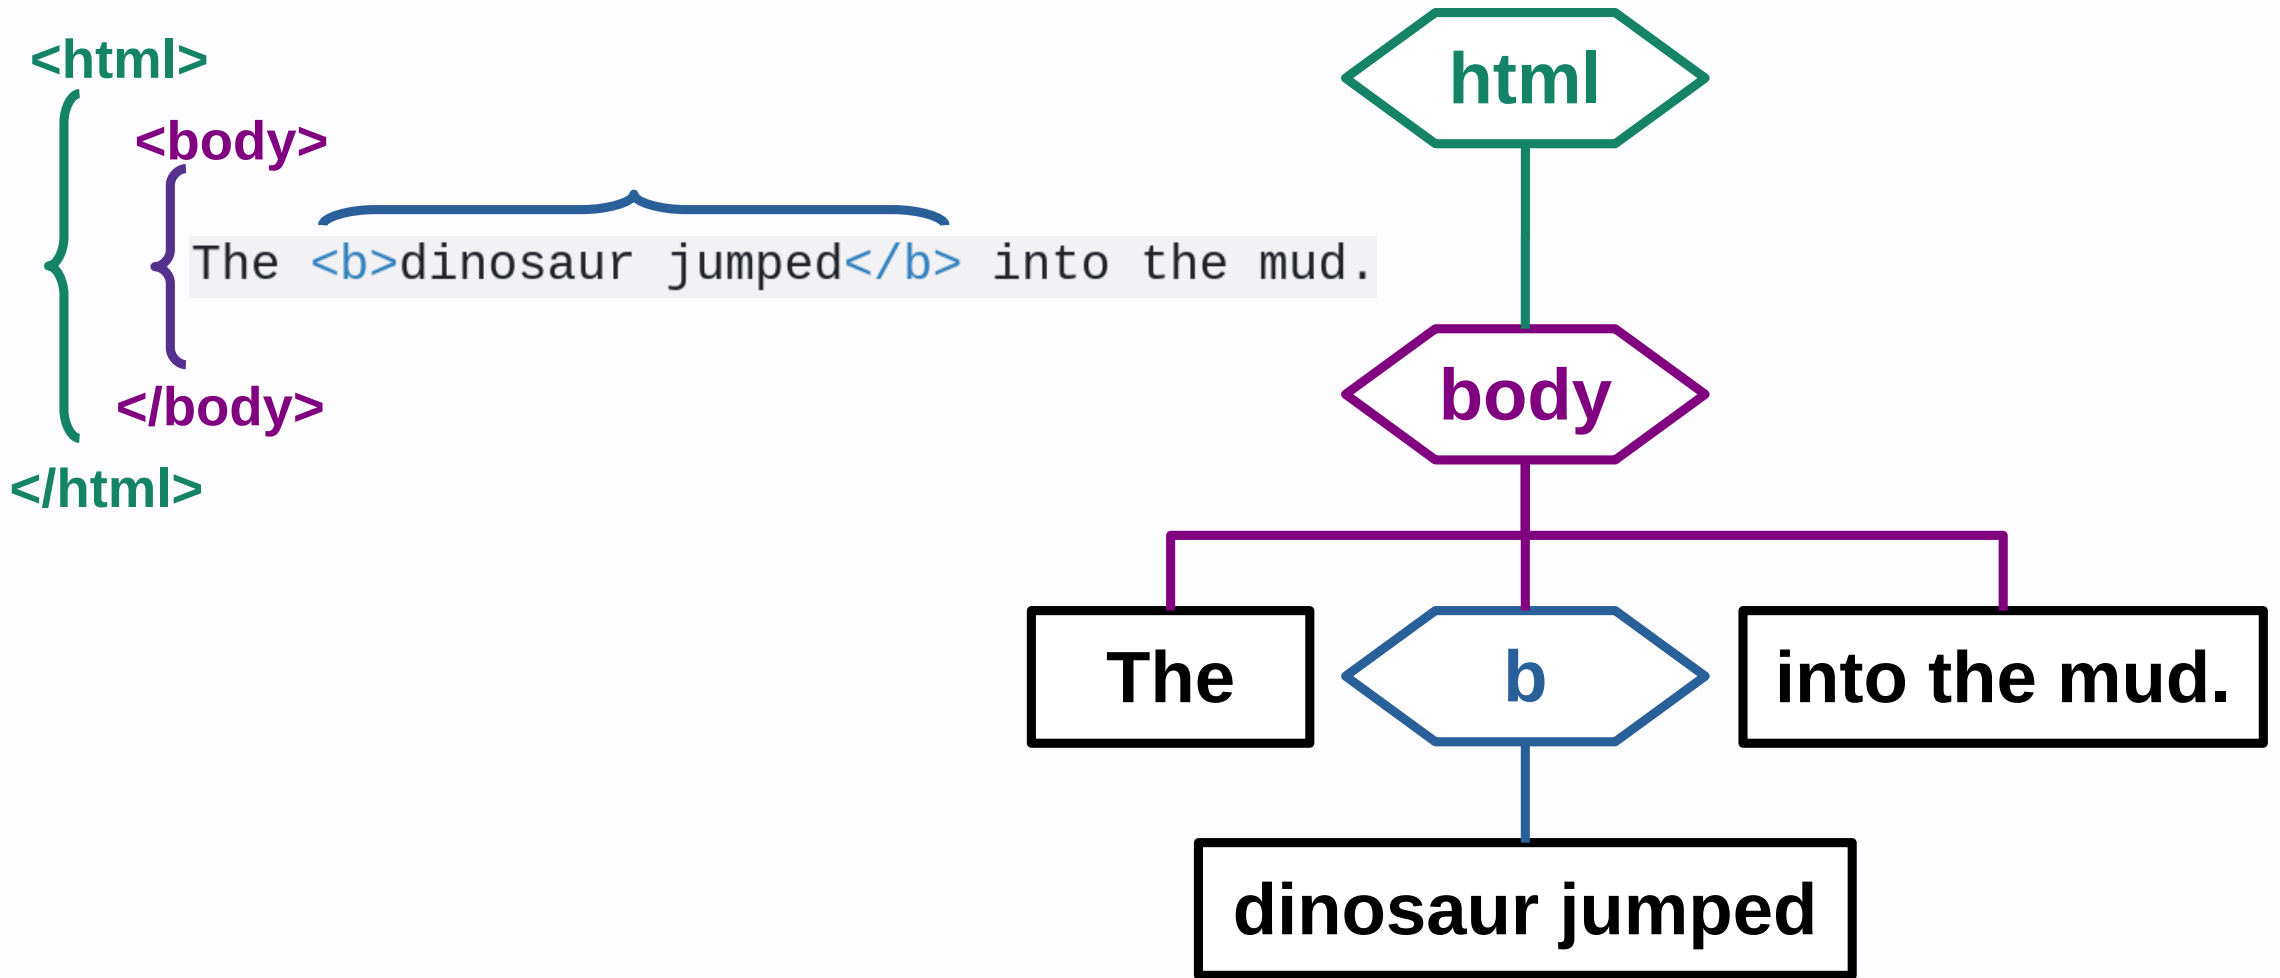 <html>
<body>
The <b>dinosaur jumped</b> into the mud.
</body>
</html>
html
body
The
b
into the mud.
dinosaur jumped